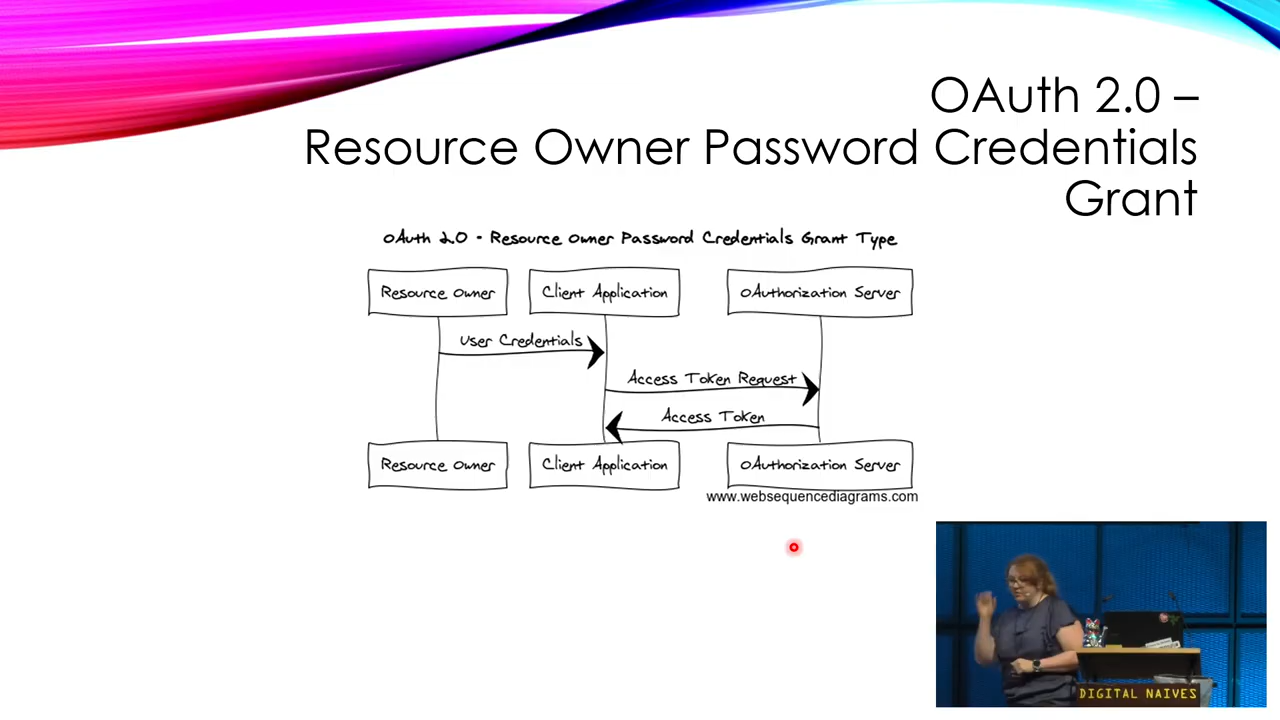 OAuth 2.0 –
Resource Owner Password Credentials
Grant
OAuth 2.0 - Resource Owner Password Credentials Grant Type
Resource Owner
Client Application
OAuthorization Server
User Credentials
Access Token Request
Access Token
Resource Owner
Client Application
OAuthorization Server
www.websequencediagrams.com
DIGITAL NAIVES